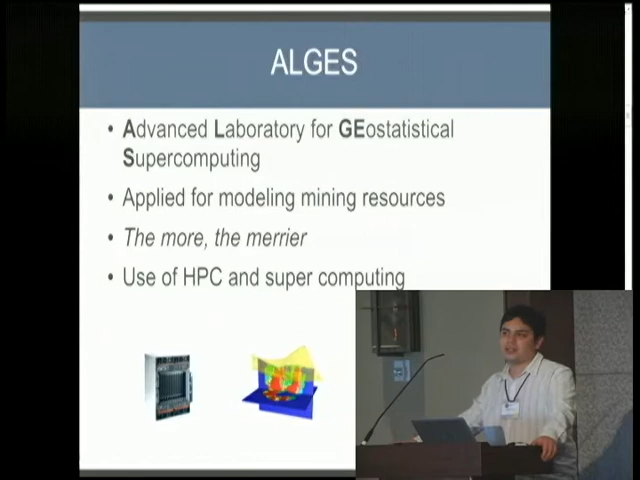 ALGES
• Advanced Laboratory for GEostatistical
Supercomputing
• Applied for modeling mining resources
• The more, the merrier
• Use of HPC and super computing